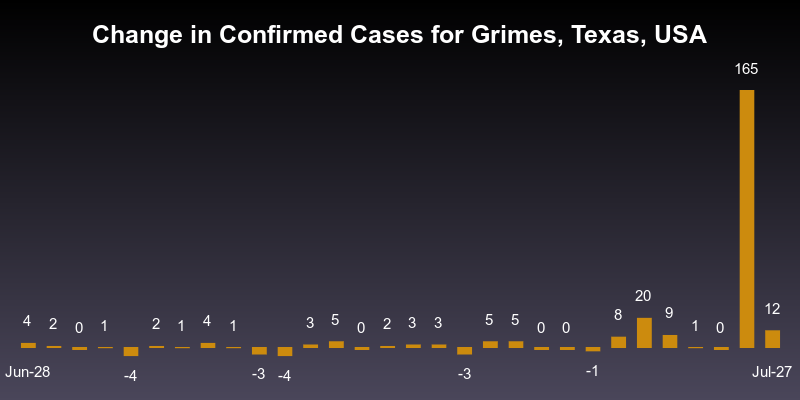 Change in Confirmed Cases for Grimes, Texas, USA
165
4 2 0 1 -4 2 1 4 1 -3 -4 3 5 0 2 3 3 -3 5 5 0 0 -1 8 20 9 1 0 12
Jun-28 Jul-27